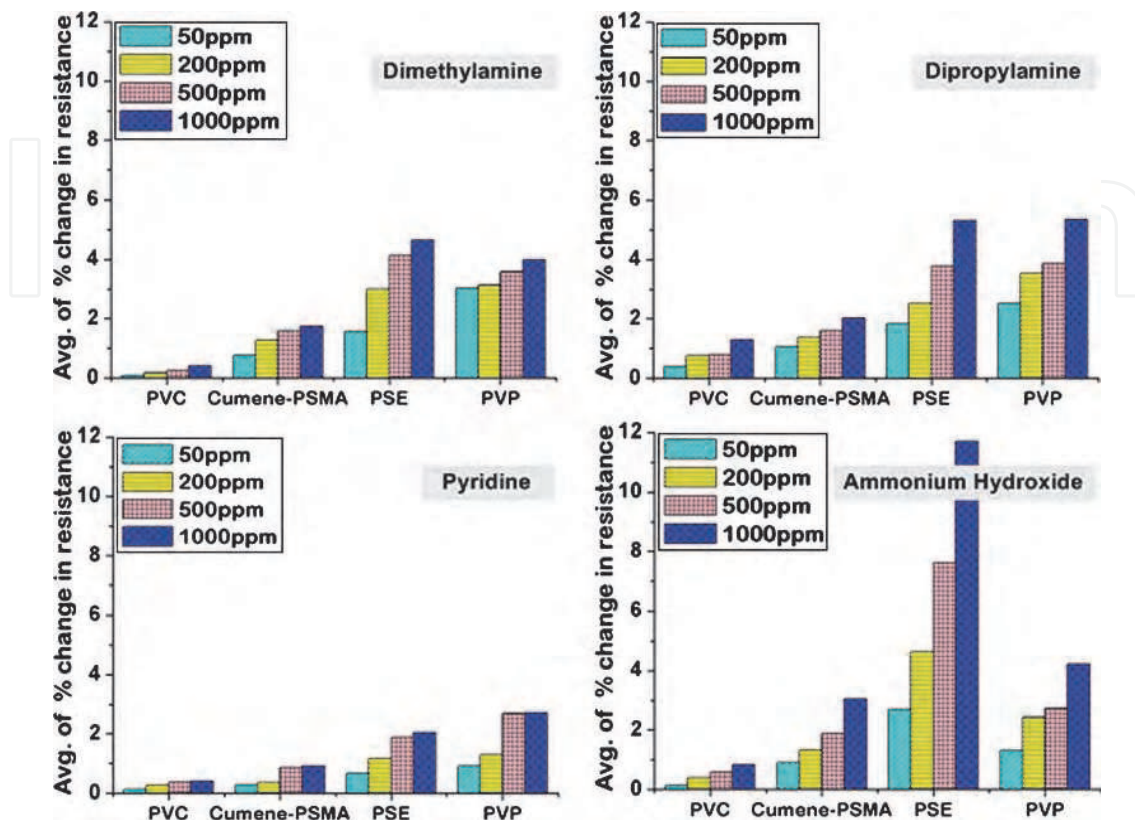 Avg. of % change in resistance
12
10
8
6
4
2
0
50ppm
200ppm
500ppm
1000ppm
Dimethylamine
PVC Cumene-PSMA PSE PVP
Avg. of % change in resistance
12
10
8
6
4
2
0
50ppm
200ppm
500ppm
1000ppm
Dipropylamine
PVC Cumene-PSMA PSE PVP
Avg. of % change in resistance
12
10
8
6
4
2
0
50ppm
200ppm
500ppm
1000ppm
Pyridine
PVC Cumene-PSMA PSE PVP
Avg. of % change in resistance
12
10
8
6
4
2
0
50ppm
200ppm
500ppm
1000ppm
Ammonium Hydroxide
PVC Cumene-PSMA PSE PVP